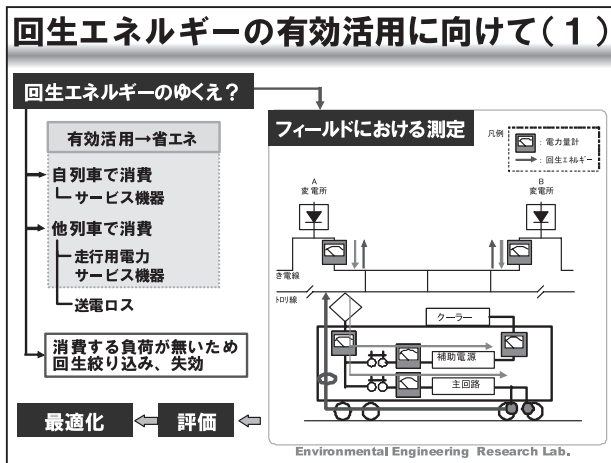 回生エネルギーの有効活用に向けて(1)
回生エネルギーのゆくえ?
有効活用→省エネ
自列車で消費
サービス機器
他列車で消費
走行用電力
サービス機器
送電ロス
消費する負荷が無いため
回生絞り込み、失効
最適化
評価
フィールドにおける測定
凡例
:電力量計
:回生エネルギー
A
変電所
B
変電所
き電線
トロリ線
クーラー
補助電源
主回路
Environmental Engineering Research Lab.